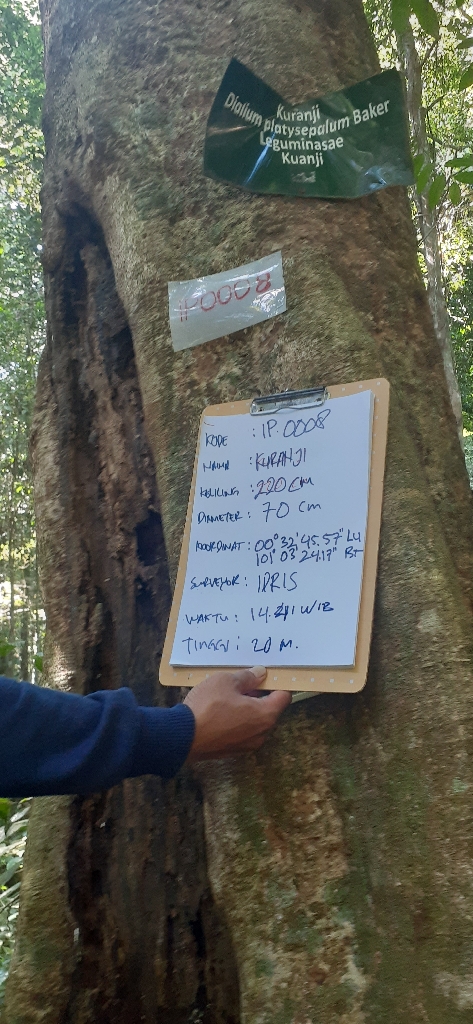 Kuranji
Dialium platysepalum Baker
Leguminasae
Kuanji
IP0008
KODE : IP.0008
NAMA : KURANJI
KELILING : 220 cm
DIAMETER : 70 cm
KOORDINAT : 00° 32' 45.57" LU
101° 03' 24.17" BT
SURVEYOR : IDRIS
WAKTU : 14.41 WIB
TINGGI : 20 M.